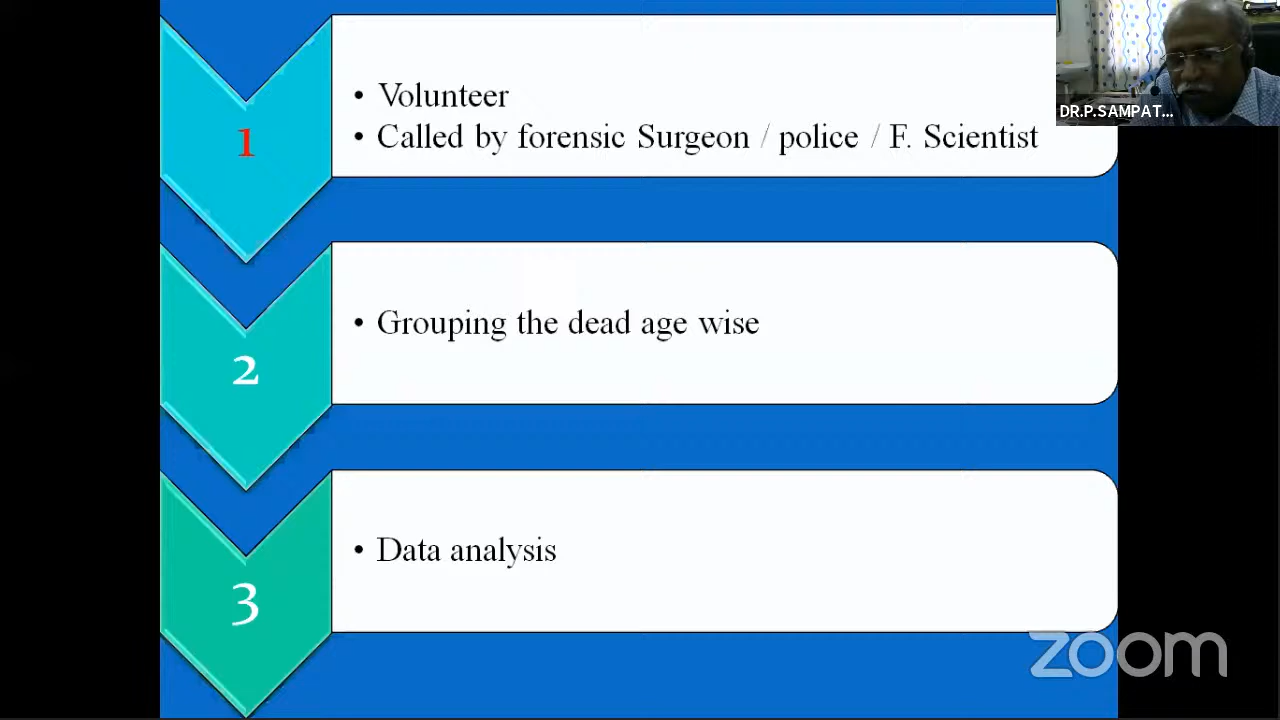 DR.P.SAMPAT...
1
• Volunteer
• Called by forensic Surgeon / police / F. Scientist
2
• Grouping the dead age wise
3
• Data analysis
zoom